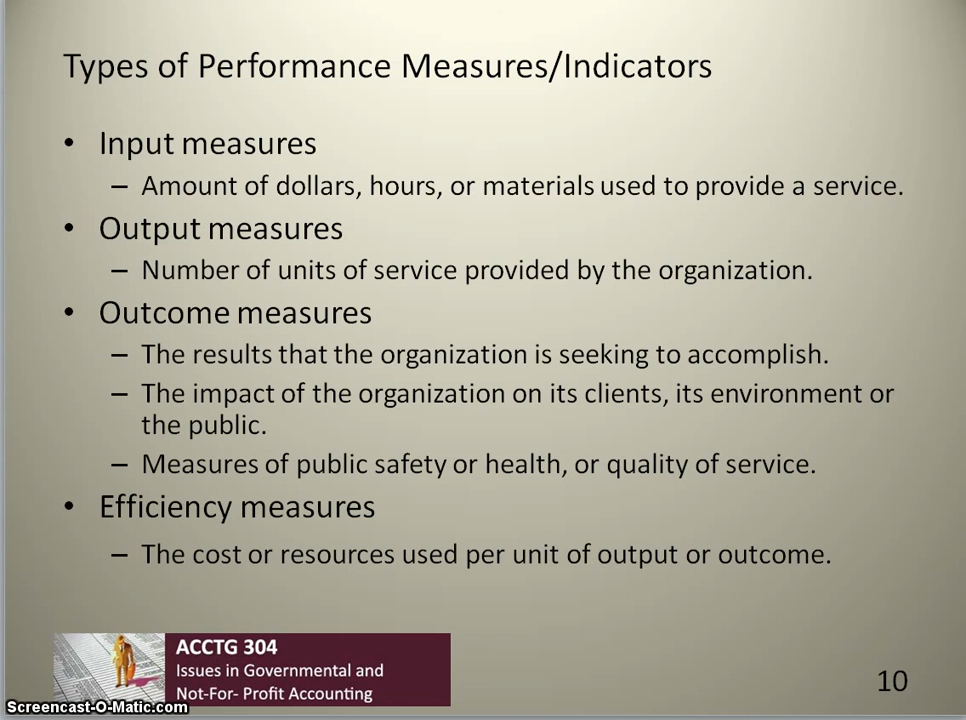 Types of Performance Measures/Indicators
• Input measures
– Amount of dollars, hours, or materials used to provide a service.
• Output measures
– Number of units of service provided by the organization.
• Outcome measures
– The results that the organization is seeking to accomplish.
– The impact of the organization on its clients, its environment or
the public.
– Measures of public safety or health, or quality of service.
• Efficiency measures
– The cost or resources used per unit of output or outcome.
ACCTG 304
Issues in Governmental and
Not-For- Profit Accounting
10
Screencast-O-Matic.com